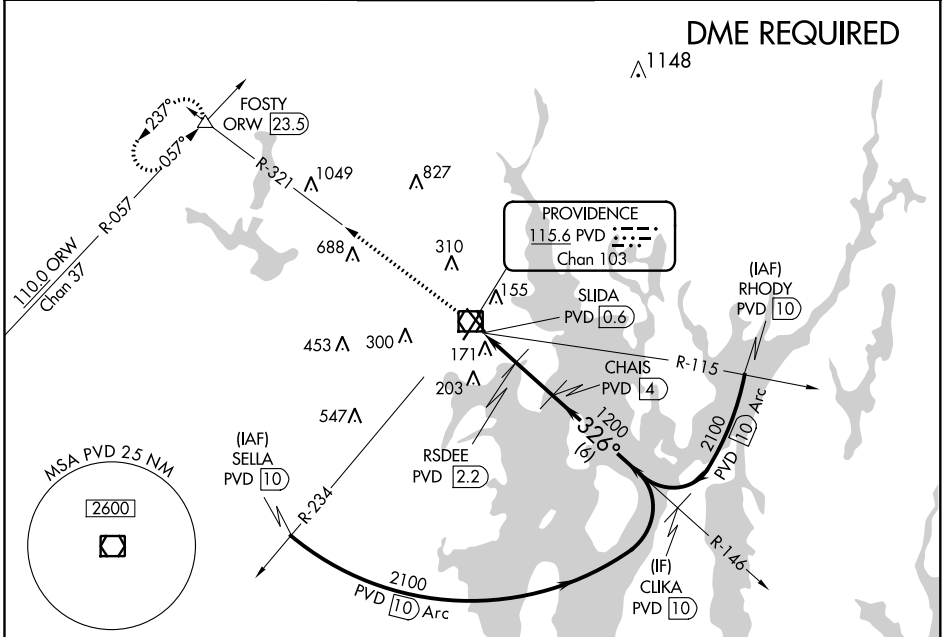 DME REQUIRED
1148
FOSTY
ORW 23.5
237°
057°
R-321
1049
827
R-057
110.0 ORW
Chan 37
688
310
PROVIDENCE
115.6 PVD
Chan 103
155
SLIDA
PVD 0.6
(IAF)
RHODY
PVD 10
453
300
171
203
R-115
CHAIS
PVD 4
1200
326°
(6)
2100
PVD 10 Arc
547
RSDEE
PVD 2.2
(IAF)
SELLA
PVD 10
R-234
MSA PVD 25 NM
2600
2100
PVD 10 Arc
R-146
(IF)
CLIKA
PVD 10